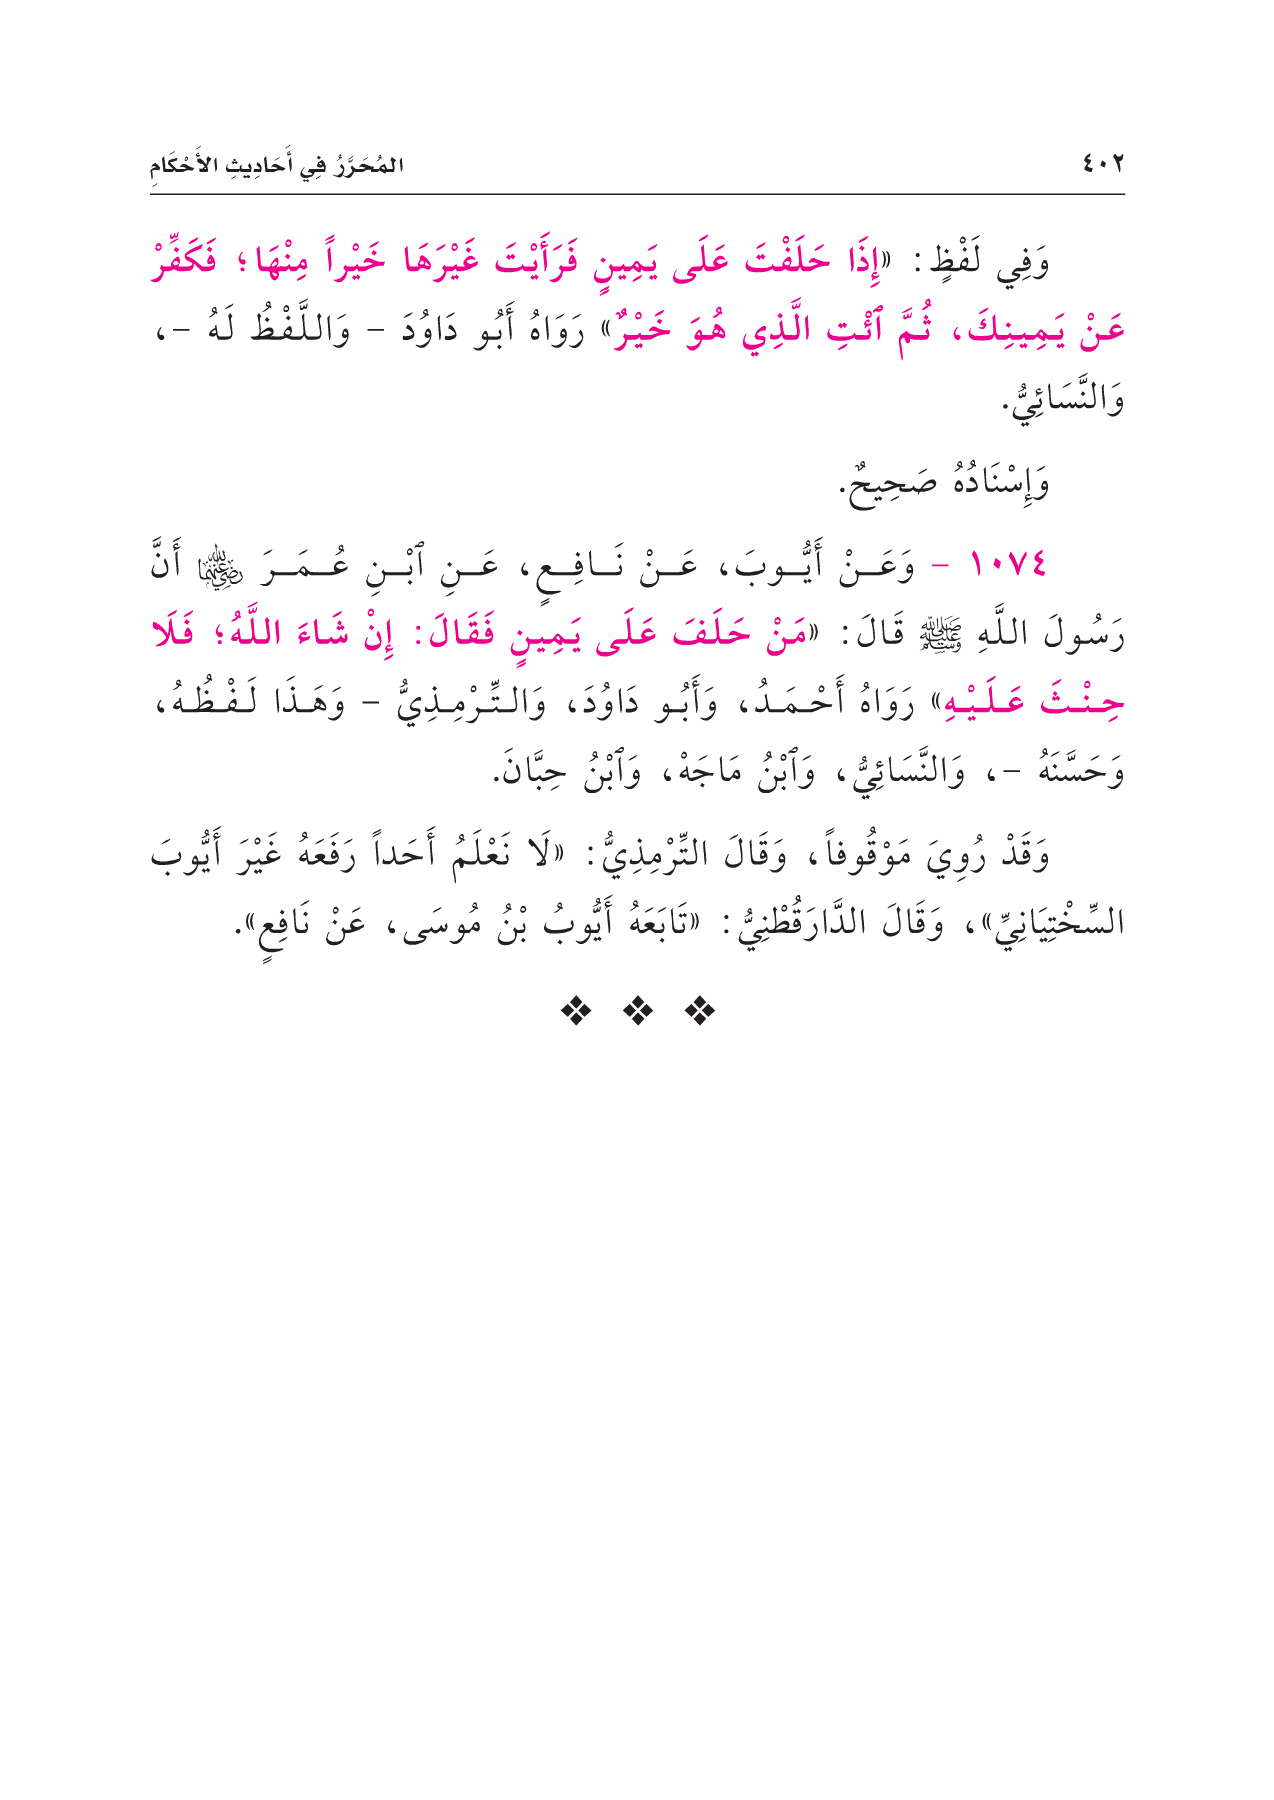 ٤٠٢
المُحَرَّرُ فِي أَحَادِيثِ الأَحْكَامِ
وَفِي لَفْظٍ: «إِذَا حَلَفْتَ عَلَى يَمِينٍ فَرَأَيْتَ غَيْرَهَا خَيْراً مِنْهَا؛ فَكَفِّرْ
عَنْ يَمِينِكَ، ثُمَّ ٱئْتِ الَّذِي هُوَ خَيْرٌ» رَوَاهُ أَبُو دَاوُدَ - وَاللَّفْظُ لَهُ -،
وَالنَّسَائِيُّ.
وَإِسْنَادُهُ صَحِيحٌ.
١٠٧٤ - وَعَنْ أَيُّوبَ، عَنْ نَافِعٍ، عَنِ ٱبْنِ عُمَرَ رضي الله عنهما أَنَّ
رَسُولَ اللَّهِ ﷺ قَالَ: «مَنْ حَلَفَ عَلَى يَمِينٍ فَقَالَ: إِنْ شَاءَ اللَّهُ؛ فَلَا
حِنْثَ عَلَيْهِ» رَوَاهُ أَحْمَدُ، وَأَبُو دَاوُدَ، وَالتِّرْمِذِيُّ - وَهَذَا لَفْظُهُ،
وَحَسَّنَهُ -، وَالنَّسَائِيُّ، وَٱبْنُ مَاجَهْ، وَٱبْنُ حِبَّانَ.
وَقَدْ رُوِيَ مَوْقُوفاً، وَقَالَ التِّرْمِذِيُّ: «لَا نَعْلَمُ أَحَداً رَفَعَهُ غَيْرَ أَيُّوبَ
السِّخْتِيَانِيِّ»، وَقَالَ الدَّارَقُطْنِيُّ: «تَابَعَهُ أَيُّوبُ بْنُ مُوسَى، عَنْ نَافِعٍ».